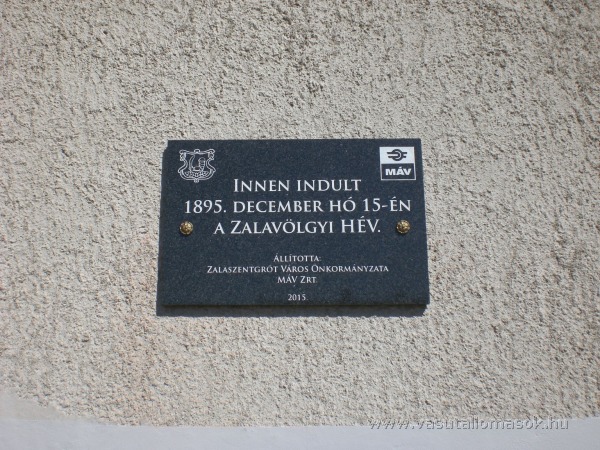 MÁV
INNEN INDULT
1895. DECEMBER HÓ 15-ÉN
A ZALAVÖLGYI HÉV.
ÁLLÍTOTTA:
ZALASZENTGRÓT VÁROS ÖNKORMÁNYZATA
MÁV ZRT.
2015.
www.vasutallomasok.hu